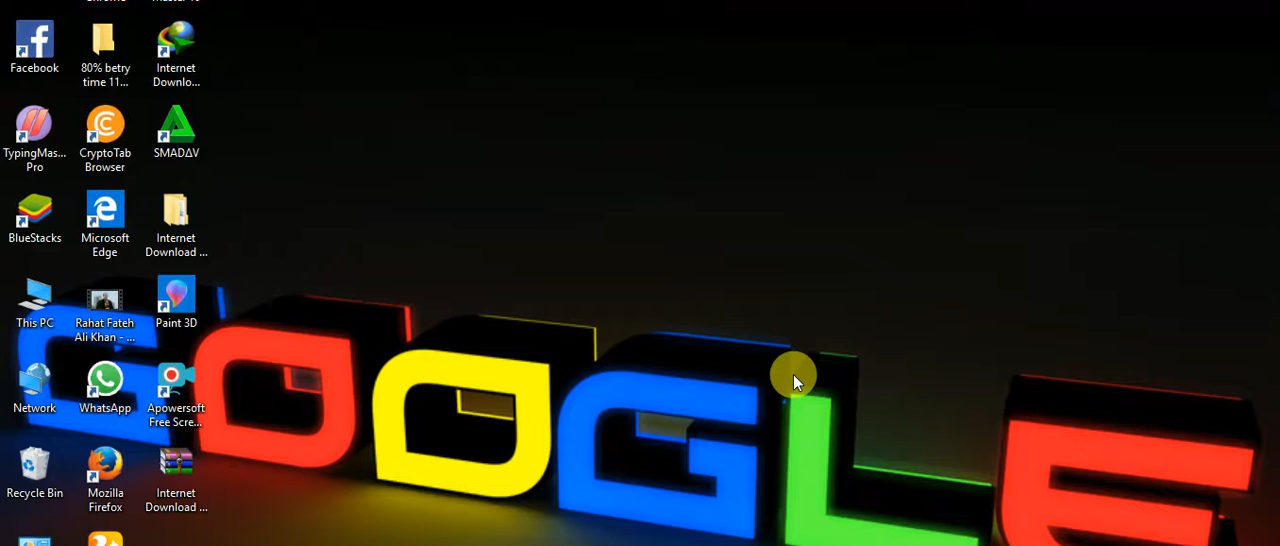 Facebook
80% betry
time 11...
Internet
Downlo...
TypingMas...
Pro
CryptoTab
Browser
SMADΔV
BlueStacks
Microsoft
Edge
Internet
Download ...
This PC
Rahat Fateh
Ali Khan - ...
Paint 3D
Network
WhatsApp
Apowersoft
Free Scre...
Recycle Bin
Mozilla
Firefox
Internet
Download ...
GOOGLE